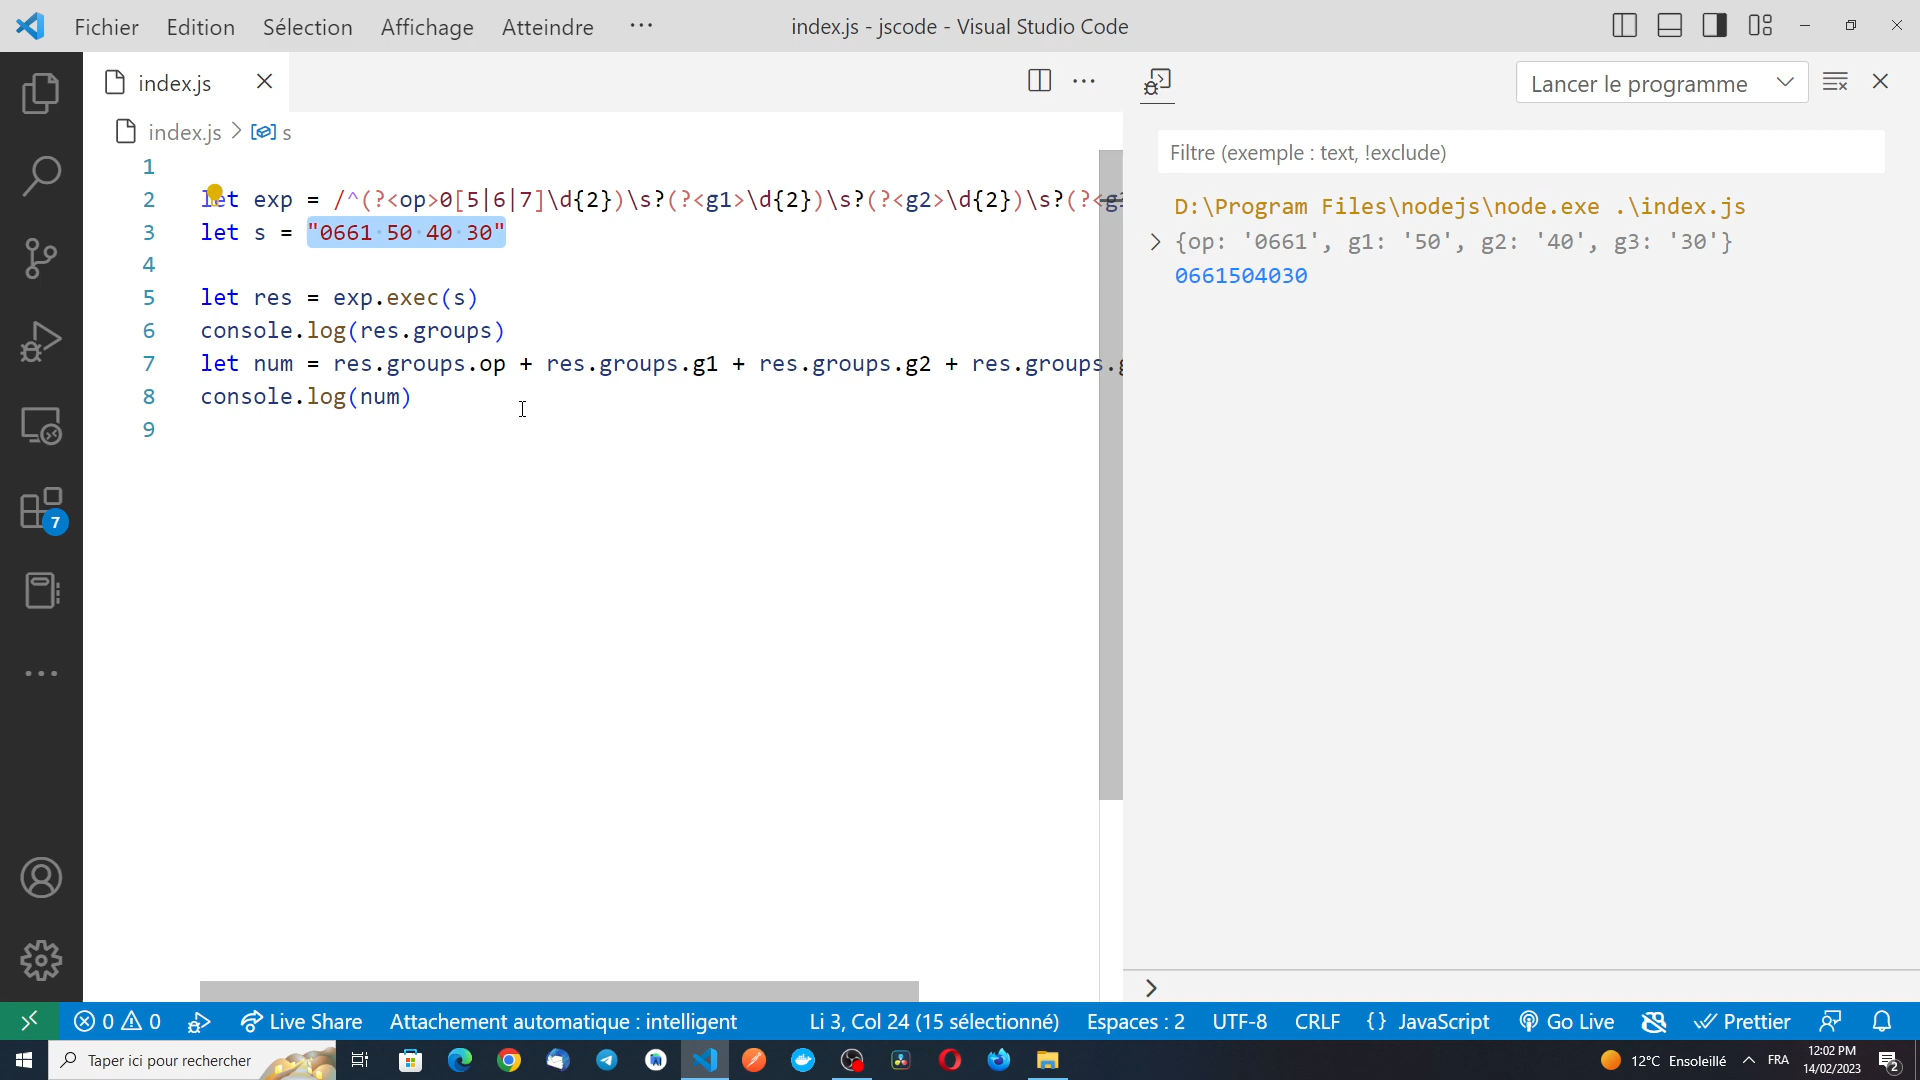 Fichier Edition Sélection Affichage Atteindre ··· index.js - jscode - Visual Studio Code
index.js
Lancer le programme
index.js > s
Filtre (exemple : text, !exclude)
1
2 let exp = /^(?<op>0[5|6|7]\d{2})\s?(?<g1>\d{2})\s?(?<g2>\d{2})\s?(?<g
3 let s = "0661·50·40·30"
4
5 let res = exp.exec(s)
6 console.log(res.groups)
7 let num = res.groups.op + res.groups.g1 + res.groups.g2 + res.groups.g
8 console.log(num)
9
D:\Program Files\nodejs\node.exe .\index.js
> {op: '0661', g1: '50', g2: '40', g3: '30'}
0661504030
7
>
0 0 Live Share Attachement automatique : intelligent Li 3, Col 24 (15 sélectionné) Espaces : 2 UTF-8 CRLF {} JavaScript Go Live Prettier
Taper ici pour rechercher
12°C Ensoleillé FRA 12:02 PM
14/02/2023
2